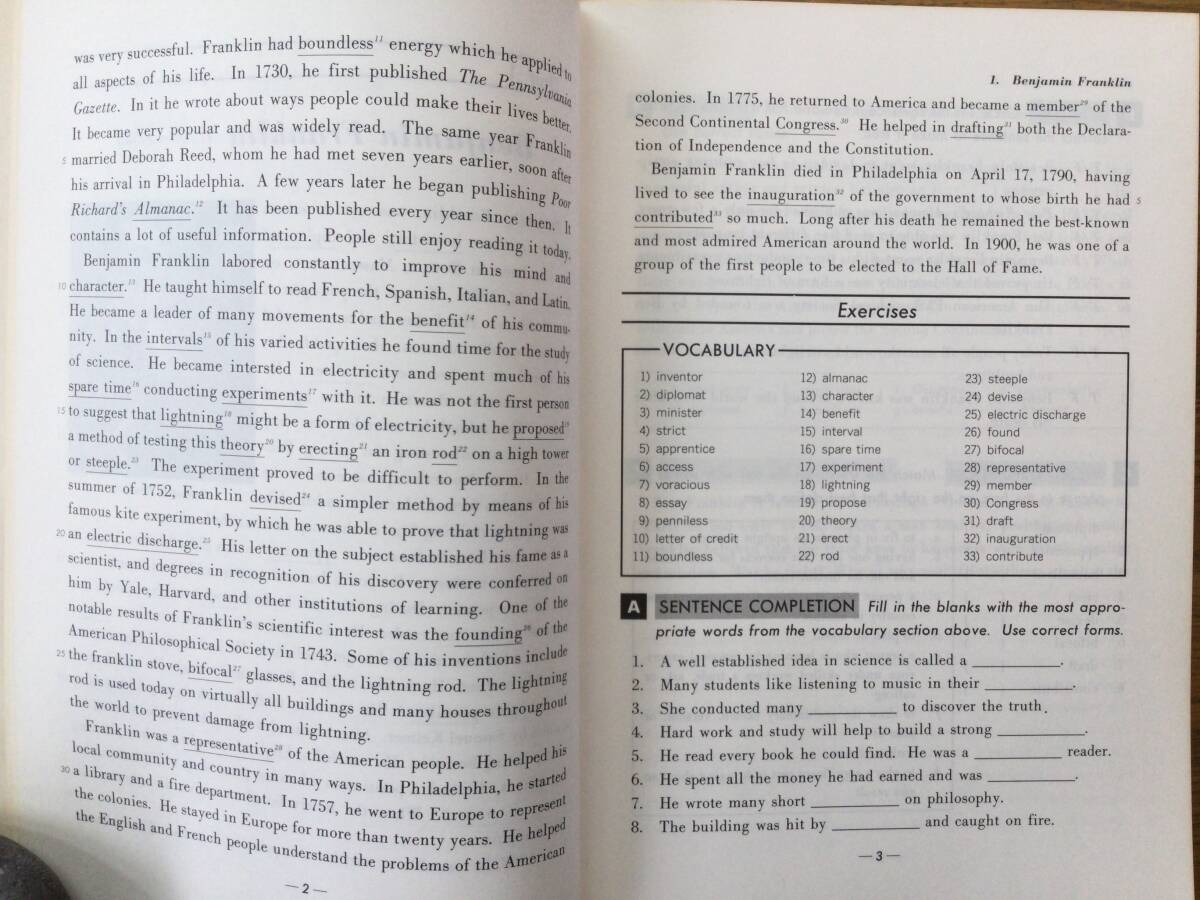 was very successful. Franklin had boundless¹¹ energy which he applied to
all aspects of his life. In 1730, he first published The Pennsylvania
Gazette. In it he wrote about ways people could make their lives better.
It became very popular and was widely read. The same year Franklin
5 married Deborah Reed, whom he had met seven years earlier, soon after
his arrival in Philadelphia. A few years later he began publishing Poor
Richard's Almanac.¹² It has been published every year since then. It
contains a lot of useful information. People still enjoy reading it today.
Benjamin Franklin labored constantly to improve his mind and
10 character.¹³ He taught himself to read French, Spanish, Italian, and Latin.
He became a leader of many movements for the benefit¹⁴ of his commu-
nity. In the intervals¹⁵ of his varied activities he found time for the study
of science. He became intersted in electricity and spent much of his
spare time¹⁶ conducting experiments¹⁷ with it. He was not the first person
15 to suggest that lightning¹⁸ might be a form of electricity, but he proposed¹⁹
a method of testing this theory²⁰ by erecting²¹ an iron rod²² on a high tower
or steeple.²³ The experiment proved to be difficult to perform. In the
summer of 1752, Franklin devised²⁴ a simpler method by means of his
famous kite experiment, by which he was able to prove that lightning was
20 an electric discharge.²⁵ His letter on the subject established his fame as a
scientist, and degrees in recognition of his discovery were conferred on
him by Yale, Harvard, and other institutions of learning. One of the
notable results of Franklin's scientific interest was the founding²⁶ of the
American Philosophical Society in 1743. Some of his inventions include
25 the franklin stove, bifocal²⁷ glasses, and the lightning rod. The lightning
rod is used today on virtually all buildings and many houses throughout
the world to prevent damage from lightning.
Franklin was a representative²⁸ of the American people. He helped his
local community and country in many ways. In Philadelphia, he started
30 a library and a fire department. In 1757, he went to Europe to represent
the colonies. He stayed in Europe for more than twenty years. He helped
the English and French people understand the problems of the American
—2—
1. Benjamin Franklin
colonies. In 1775, he returned to America and became a member²⁹ of the
Second Continental Congress.³⁰ He helped in drafting³¹ both the Declara-
tion of Independence and the Constitution.
Benjamin Franklin died in Philadelphia on April 17, 1790, having
lived to see the inauguration³² of the government to whose birth he had 5
contributed³³ so much. Long after his death he remained the best-known
and most admired American around the world. In 1900, he was one of a
group of the first people to be elected to the Hall of Fame.
Exercises
VOCABULARY
1) inventor
2) diplomat
3) minister
4) strict
5) apprentice
6) access
7) voracious
8) essay
9) penniless
10) letter of credit
11) boundless
12) almanac
13) character
14) benefit
15) interval
16) spare time
17) experiment
18) lightning
19) propose
20) theory
21) erect
22) rod
23) steeple
24) devise
25) electric discharge
26) found
27) bifocal
28) representative
29) member
30) Congress
31) draft
32) inauguration
33) contribute
A SENTENCE COMPLETION Fill in the blanks with the most appro-
priate words from the vocabulary section above. Use correct forms.
1. A well established idea in science is called a __________.
2. Many students like listening to music in their __________.
3. She conducted many __________ to discover the truth.
4. Hard work and study will help to build a strong __________.
5. He read every book he could find. He was a __________ reader.
6. He spent all the money he had earned and was __________.
7. He wrote many short __________ on philosophy.
8. The building was hit by __________ and caught on fire.
—3—